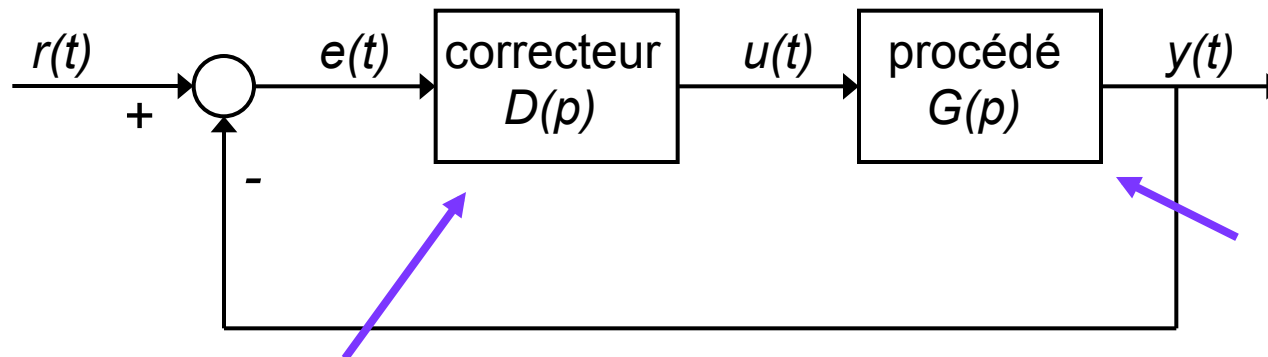 r(t)
+
-
e(t)
correcteur
D(p)
u(t)
procédé
G(p)
y(t)